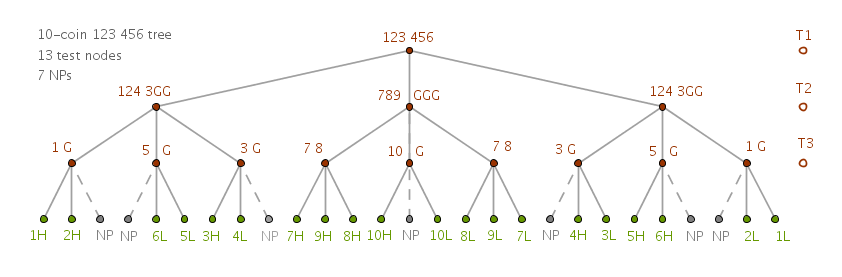 10–coin 123 456 tree
13 test nodes
7 NPs
123 456
T1
124 3GG
789 GGG
124 3GG
T2
1 G
5 G
3 G
7 8
10 G
7 8
3 G
5 G
1 G
T3
1H 2H NP NP 6L 5L 3H 4L NP 7H 9H 8H 10H NP 10L 8L 9L 7L NP 4H 3L 5H 6H NP NP 2L 1L